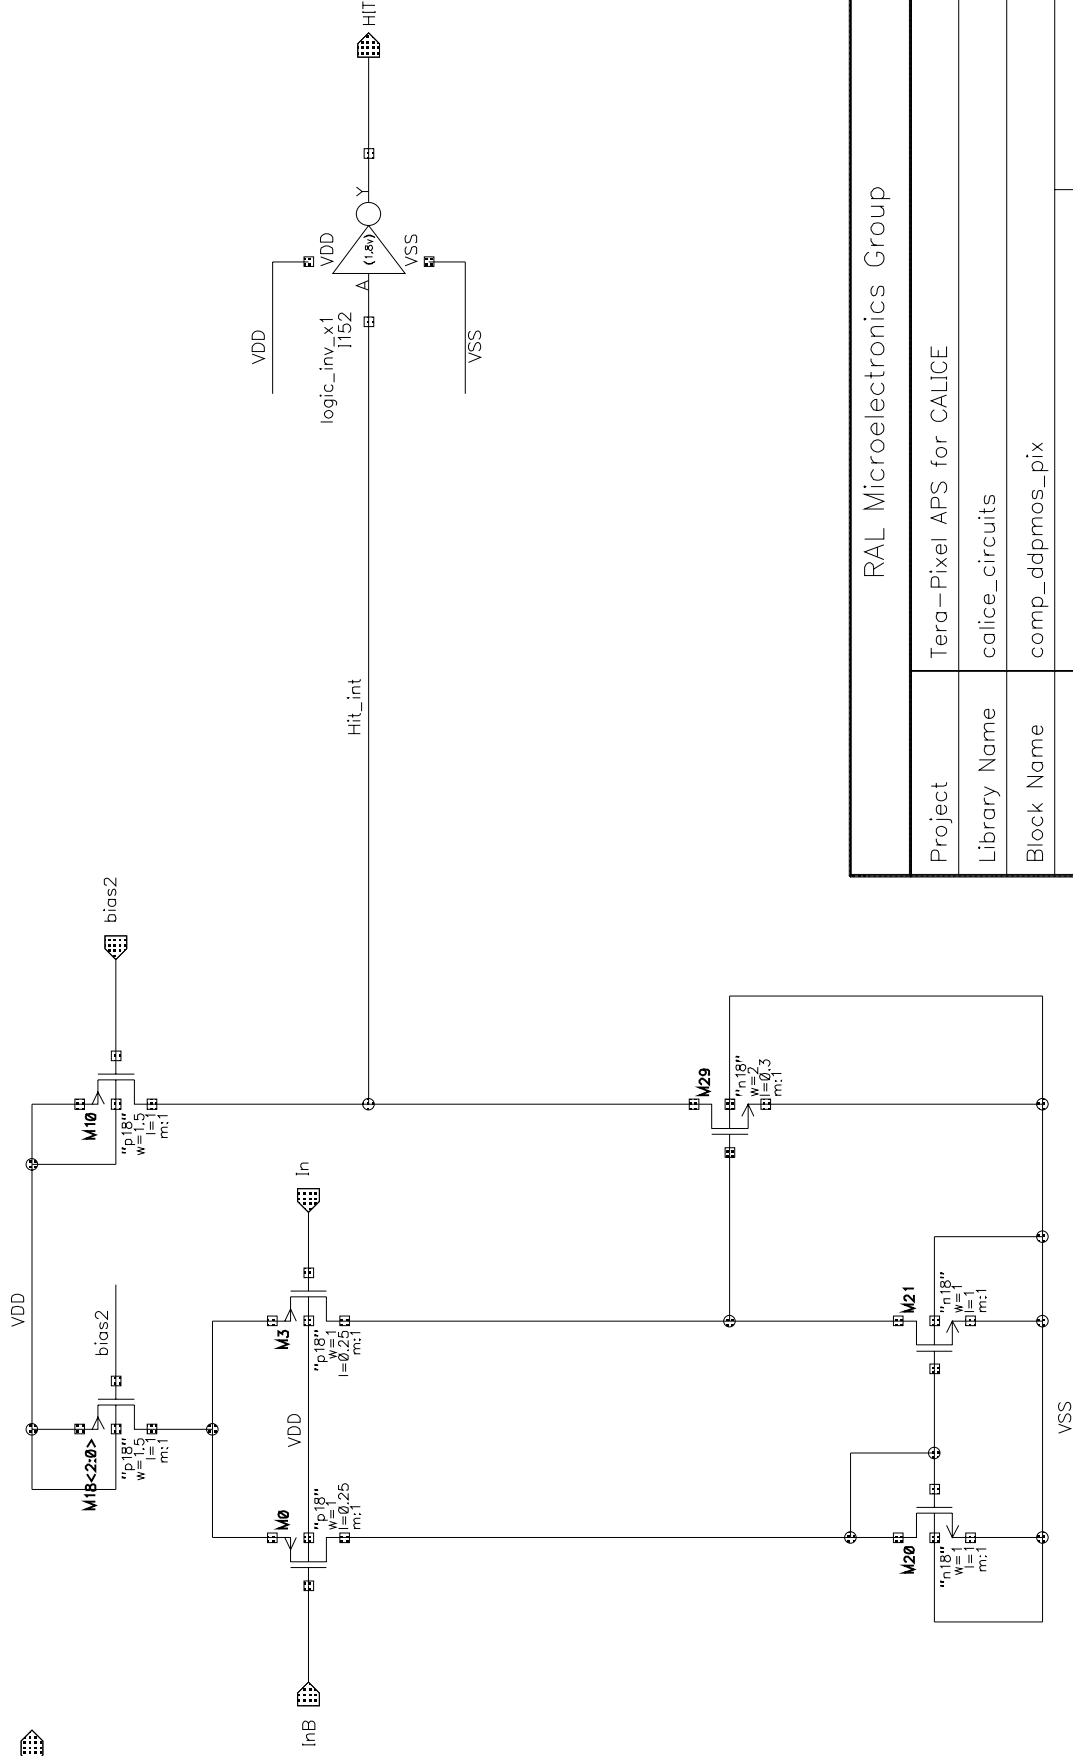 VDD
bias2
M18<2:0>
"p18"
w=1.5
l=1
m:1
M10
"p18"
w=1.5
l=1
m:1
bias2
InB
M0
"p18"
w=1
l=0.25
m:1
VDD
M3
"p18"
w=1
l=0.25
m:1
In
Hit_int
VDD
logic_inv_x1
I152
VDD
A
(1.8v)
Y
VSS
VSS
HIT
M29
"n18"
w=2
l=0.3
m:1
M20
"n18"
w=1
l=1
m:1
M21
"n18"
w=1
l=1
m:1
VSS
RAL Microelectronics Group
Project Tera-Pixel APS for CALICE
Library Name calice_circuits
Block Name comp_ddpmos_pix